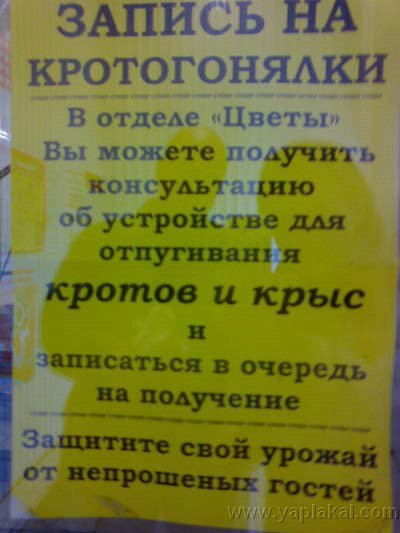 ЗАПИСЬ НА
КРОТОГОНЯЛКИ
В отделе «Цветы»
Вы можете получить
консультацию
об устройстве для
отпугивания
кротов и крыс
и
записаться в очередь
на получение
Защитите свой урожай
от непрошеных гостей
www.yaplakal.com